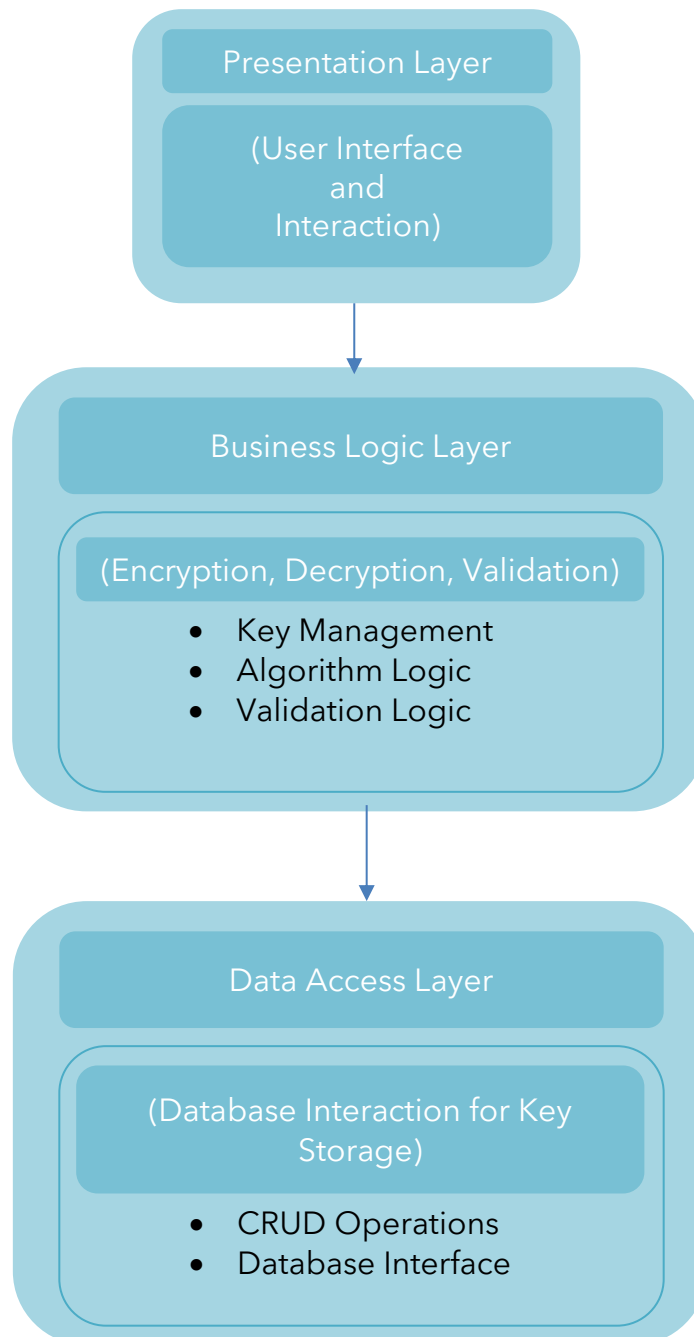 Presentation Layer
(User Interface
and
Interaction)
Business Logic Layer
(Encryption, Decryption, Validation)
• Key Management
• Algorithm Logic
• Validation Logic
Data Access Layer
(Database Interaction for Key
Storage)
• CRUD Operations
• Database Interface